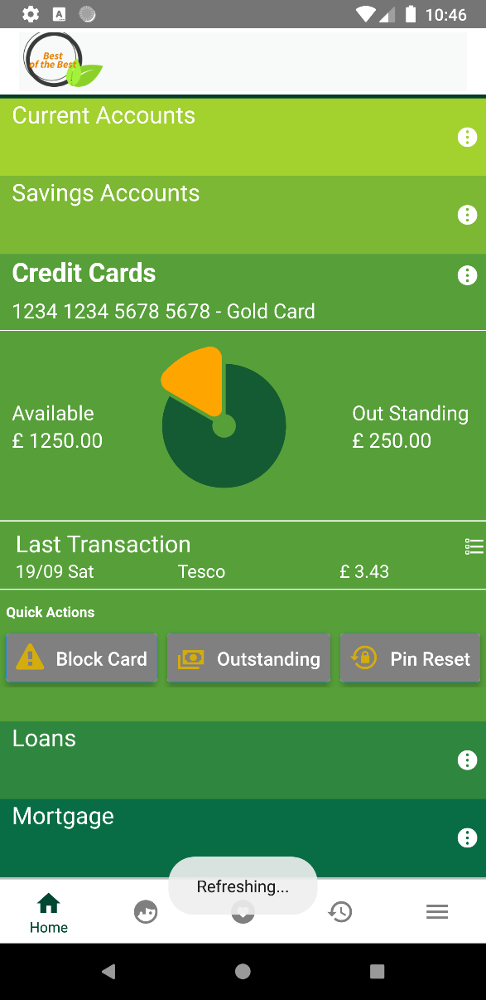 10:46
Best
of the Best
Current Accounts
Savings Accounts
Credit Cards
1234 1234 5678 5678 - Gold Card
Available
£ 1250.00
Out Standing
£ 250.00
Last Transaction
19/09 Sat Tesco £ 3.43
Quick Actions
Block Card Outstanding Pin Reset
Loans
Mortgage
Refreshing...
Home